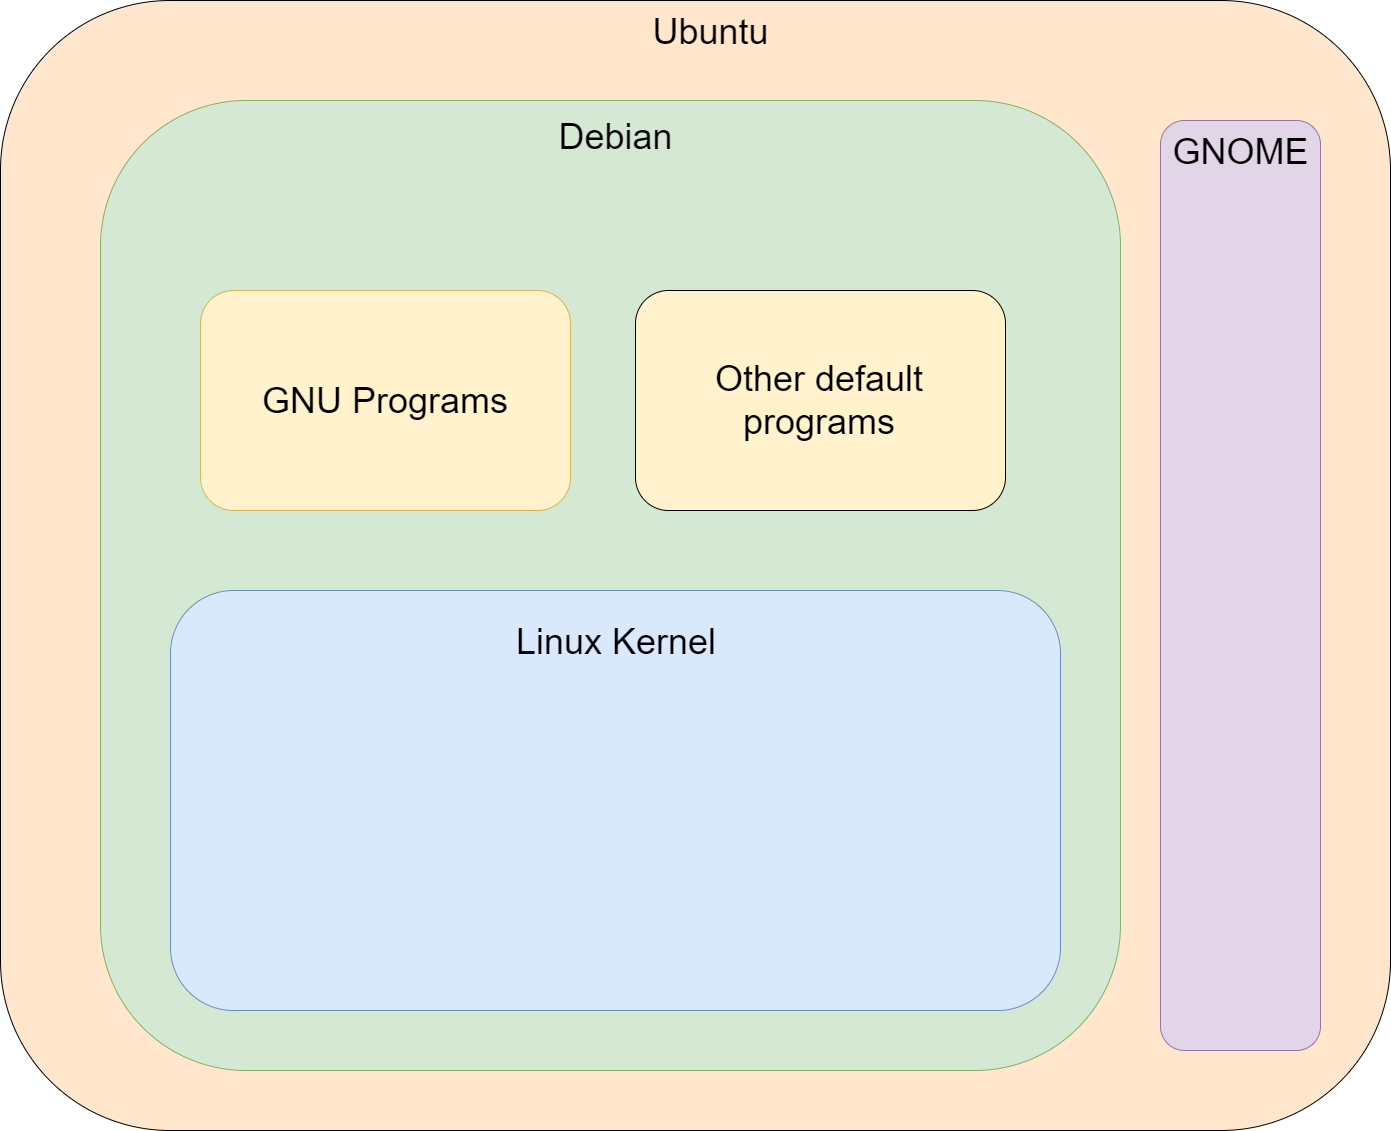 Ubuntu
Debian
GNOME
GNU Programs
Other default
programs
Linux Kernel